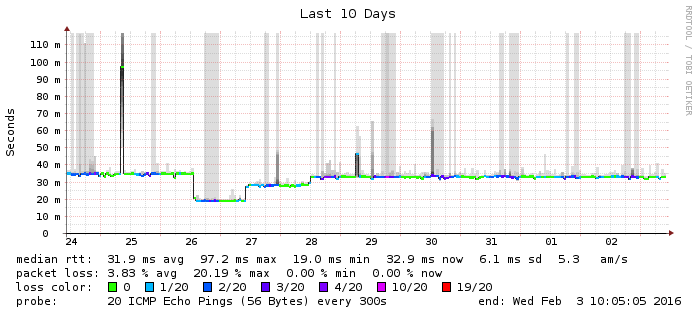 Last 10 Days
RRDTOOL / TOBI OETIKER
Seconds
110 m
100 m
90 m
80 m
70 m
60 m
50 m
40 m
30 m
20 m
10 m
0
24 25 26 27 28 29 30 31 01 02
median rtt: 31.9 ms avg 97.2 ms max 19.0 ms min 32.9 ms now 6.1 ms sd 5.3 am/s
packet loss: 3.83 % avg 20.19 % max 0.00 % min 0.00 % now
loss color: 0 1/20 2/20 3/20 4/20 10/20 19/20
probe: 20 ICMP Echo Pings (56 Bytes) every 300s end: Wed Feb 3 10:05:05 2016